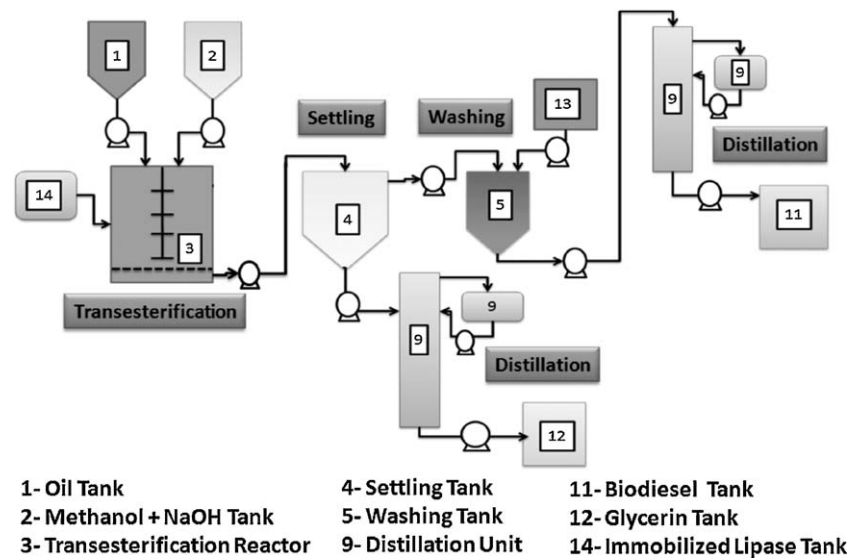 1
2
Settling
Washing
13
9
9
Distillation
14
3
4
5
11
Transesterification
9
9
Distillation
12
1- Oil Tank
2- Methanol + NaOH Tank
3- Transesterification Reactor
4- Settling Tank
5- Washing Tank
9- Distillation Unit
11- Biodiesel Tank
12- Glycerin Tank
14- Immobilized Lipase Tank